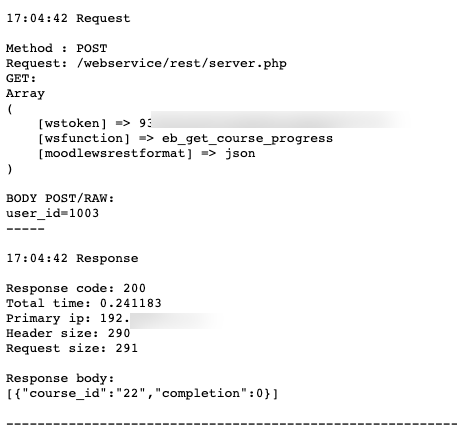 17:04:42 Request
Method : POST
Request: /webservice/rest/server.php
GET:
Array
(
[wstoken] => 93
[wsfunction] => eb_get_course_progress
[moodlewsrestformat] => json
)
BODY POST/RAW:
user_id=1003
-----
17:04:42 Response
Response code: 200
Total time: 0.241183
Primary ip: 192.
Header size: 290
Request size: 291
Response body:
[{"course_id":"22","completion":0}]
----------------------------------------------------------